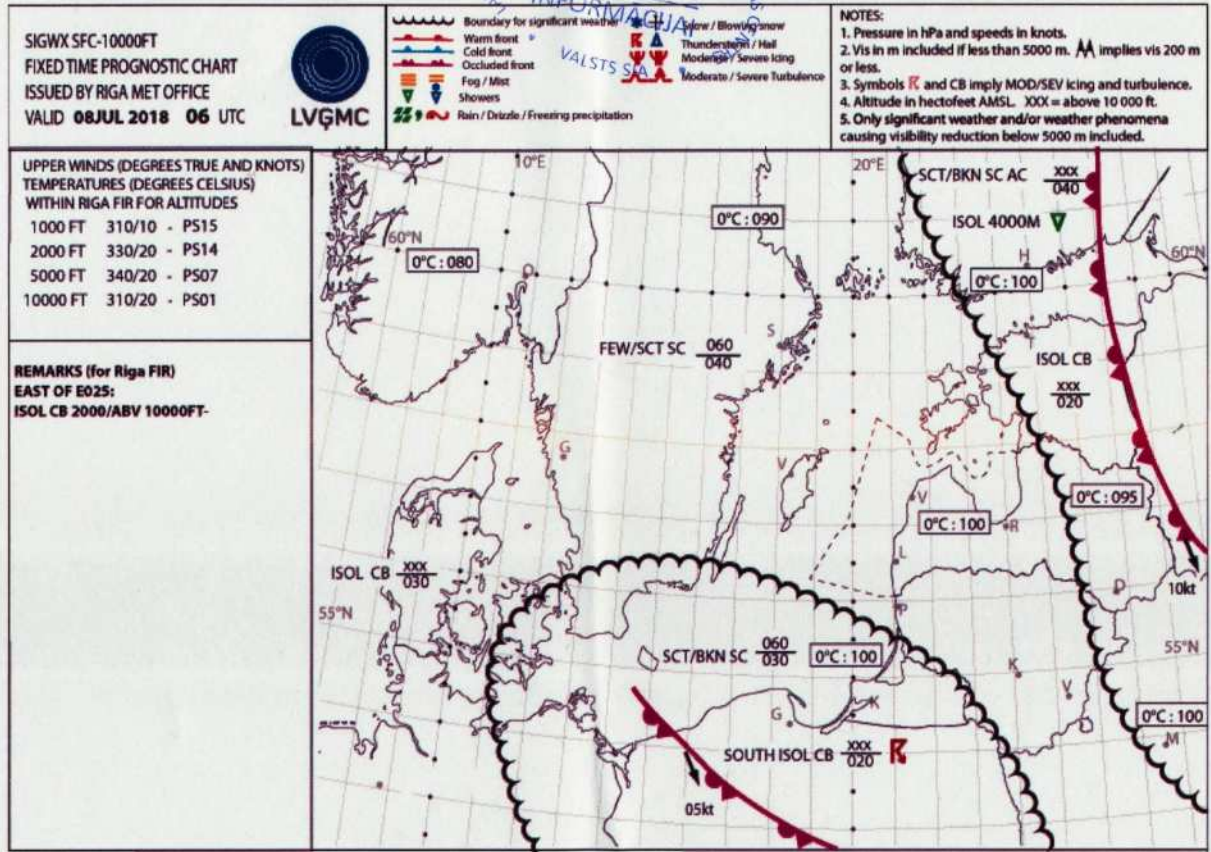 SIGWX SFC-10000FT
FIXED TIME PROGNOSTIC CHART
ISSUED BY RIGA MET OFFICE
VALID 08JUL 2018 06 UTC
LVĢMC
Boundary for significant weather
Warm front
Cold front
Occluded front
Fog / Mist
Showers
Rain / Drizzle / Freezing precipitation
Snow / Blowing snow
Thunderstorm / Hail
Moderate / Severe Icing
Moderate / Severe Turbulence
INFORMĀCIJAI
VALSTS SIA
NOTES:
1. Pressure in hPa and speeds in knots.
2. Vis in m included if less than 5000 m. implies vis 200 m
or less.
3. Symbols and CB imply MOD/SEV icing and turbulence.
4. Altitude in hectofeet AMSL. XXX = above 10 000 ft.
5. Only significant weather and/or weather phenomena
causing visibility reduction below 5000 m included.
UPPER WINDS (DEGREES TRUE AND KNOTS)
TEMPERATURES (DEGREES CELSIUS)
WITHIN RIGA FIR FOR ALTITUDES
1000 FT 310/10 - PS15
2000 FT 330/20 - PS14
5000 FT 340/20 - PS07
10000 FT 310/20 - PS01
REMARKS (for Riga FIR)
EAST OF E025:
ISOL CB 2000/ABV 10000FT-
10°E
20°E
SCT/BKN SC AC XXX
040
ISOL 4000M
0°C : 090
60°N
0°C : 080
H
60°N
0°C : 100
O
T
S
FEW/SCT SC 060
040
ISOL CB
XXX
020
G
V
V
0°C : 095
0°C : 100
R
L
ISOL CB XXX
030
D
10kt
P
55°N
SCT/BKN SC 060
030
0°C : 100
55°N
K
V
G
K
0°C : 100
M
SOUTH ISOL CB XXX
020
05kt